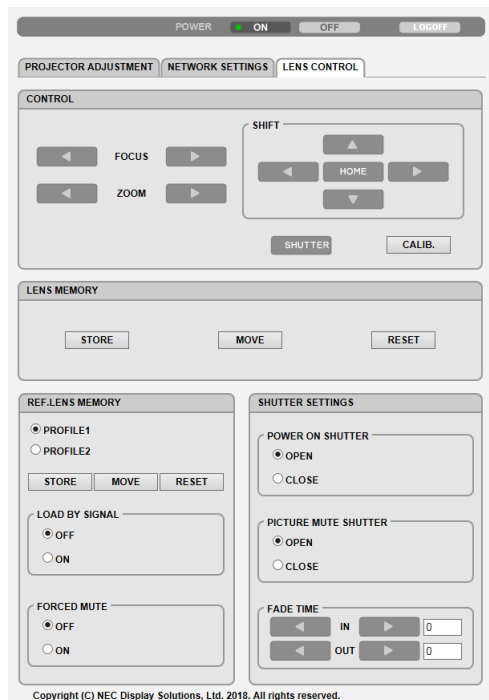 POWER ON OFF LOGOFF
PROJECTOR ADJUSTMENT NETWORK SETTINGS LENS CONTROL
CONTROL
SHIFT
FOCUS
HOME
ZOOM
SHUTTER CALIB.
LENS MEMORY
STORE MOVE RESET
REF.LENS MEMORY
PROFILE1
PROFILE2
STORE MOVE RESET
LOAD BY SIGNAL
OFF
ON
FORCED MUTE
OFF
ON
SHUTTER SETTINGS
POWER ON SHUTTER
OPEN
CLOSE
PICTURE MUTE SHUTTER
OPEN
CLOSE
FADE TIME
IN 0
OUT 0
Copyright (C) NEC Display Solutions, Ltd. 2018. All rights reserved.